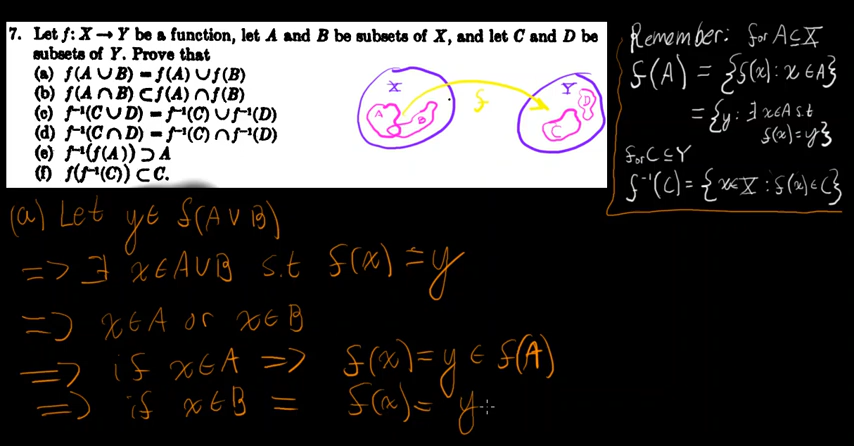 7. Let f: X → Y be a function, let A and B be subsets of X, and let C and D be
subsets of Y. Prove that
(a) f(A ∪ B) = f(A) ∪ f(B)
(b) f(A ∩ B) ⊂ f(A) ∩ f(B)
(c) f⁻¹(C ∪ D) = f⁻¹(C) ∪ f⁻¹(D)
(d) f⁻¹(C ∩ D) = f⁻¹(C) ∩ f⁻¹(D)
(e) f⁻¹(f(A)) ⊃ A
(f) f(f⁻¹(C)) ⊂ C.
X
A
B
f
Y
D
C
Remember: for A ⊆ X
f(A) = {f(x) : x ∈ A}
= {y : ∃ x ∈ A s.t
f(x) = y}
for C ⊆ Y
f⁻¹(C) = {x ∈ X : f(x) ∈ C}
(a) Let y ∈ f(A ∪ B)
=> ∃ x ∈ A ∪ B s.t f(x) = y
=> x ∈ A or x ∈ B
=> if x ∈ A => f(x) = y ∈ f(A)
=> if x ∈ B = f(x) = y